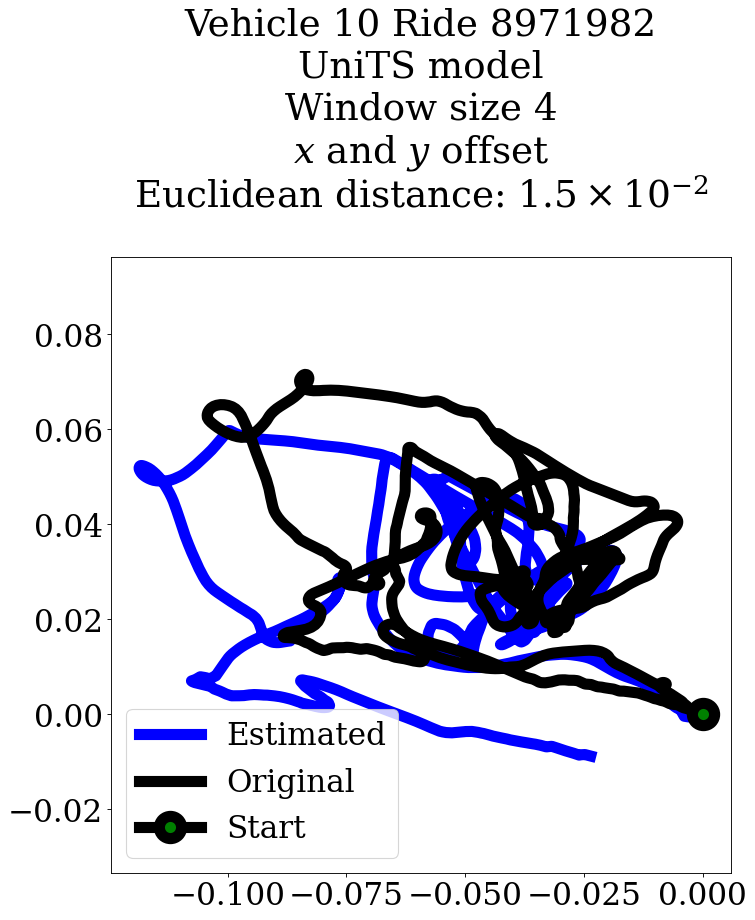 Vehicle 10 Ride 8971982
UniTS model
Window size 4
x and y offset
Euclidean distance: 1.5 × 10⁻²
0.08
0.06
0.04
0.02
0.00
−0.02
Estimated
Original
Start
−0.100 −0.075 −0.050 −0.025 0.000